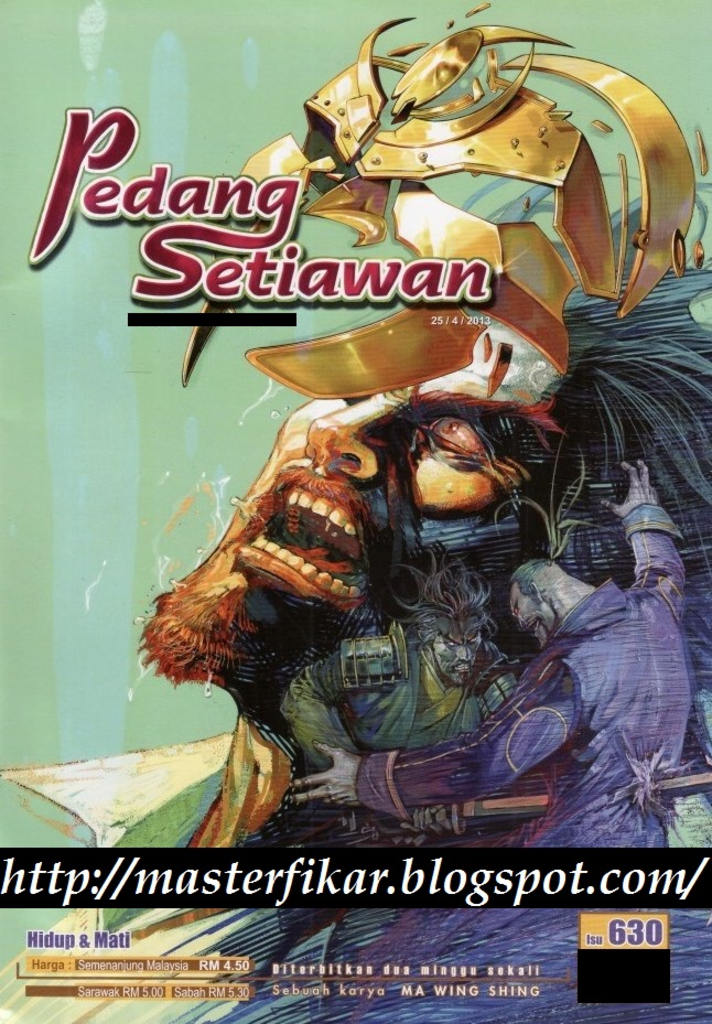 Pedang
Setiawan
25 / 4 / 2013
http://masterfikar.blogspot.com/
Hidup & Mati
Isu 630
Harga : Semenanjung Malaysia RM 4.50
Sarawak RM 5.00 Sabah RM 5.30
Diterbitkan dua minggu sekali
Sebuah karya MA WING SHING